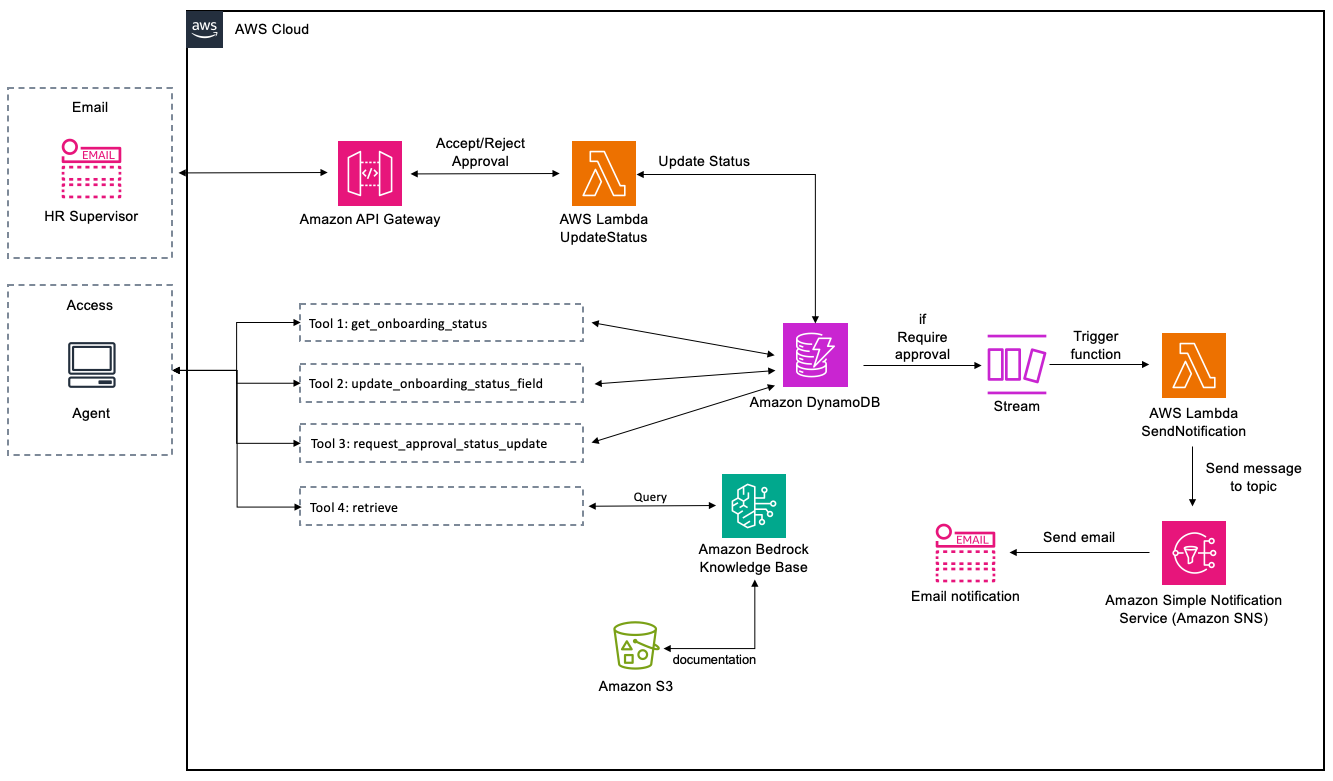 aws
AWS Cloud
Email
EMAIL
HR Supervisor
Amazon API Gateway
Accept/Reject
Approval
AWS Lambda
UpdateStatus
Update Status
Access
Agent
Tool 1: get_onboarding_status
Tool 2: update_onboarding_status_field
Tool 3: request_approval_status_update
Tool 4: retrieve
Amazon DynamoDB
if
Require
approval
Stream
Trigger
function
AWS Lambda
SendNotification
Send message
to topic
Query
Amazon Bedrock
Knowledge Base
Amazon Simple Notification
Service (Amazon SNS)
Send email
EMAIL
Email notification
documentation
Amazon S3